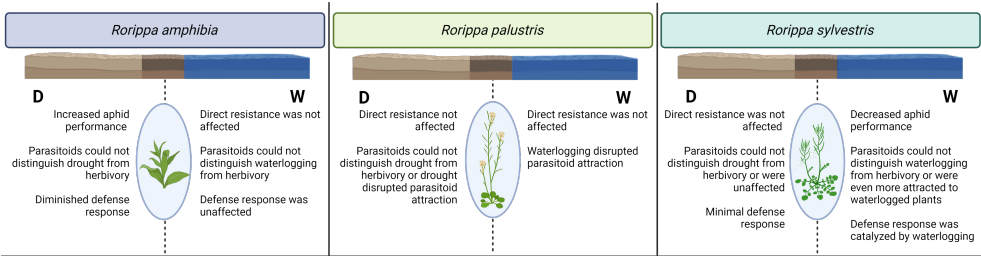 Rorippa amphibia
D
W
Increased aphid
performance
Parasitoids could not
distinguish drought from
herbivory
Diminished defense
response
Direct resistance was not
affected
Parasitoids could not
distinguish waterlogging
from herbivory
Defense response was
unaffected
Rorippa palustris
D
W
Direct resistance not
affected
Parasitoids could not
distinguish drought from
herbivory or drought
disrupted parasitoid
attraction
Direct resistance was not
affected
Waterlogging disrupted
parasitoid attraction
Rorippa sylvestris
D
W
Direct resistance was not
affected
Parasitoids could not
distinguish drought from
herbivory or were
unaffected
Minimal defense
response
Decreased aphid
performance
Parasitoids could not
distinguish waterlogging
from herbivory or were
even more attracted to
waterlogged plants
Defense response was
catalyzed by waterlogging